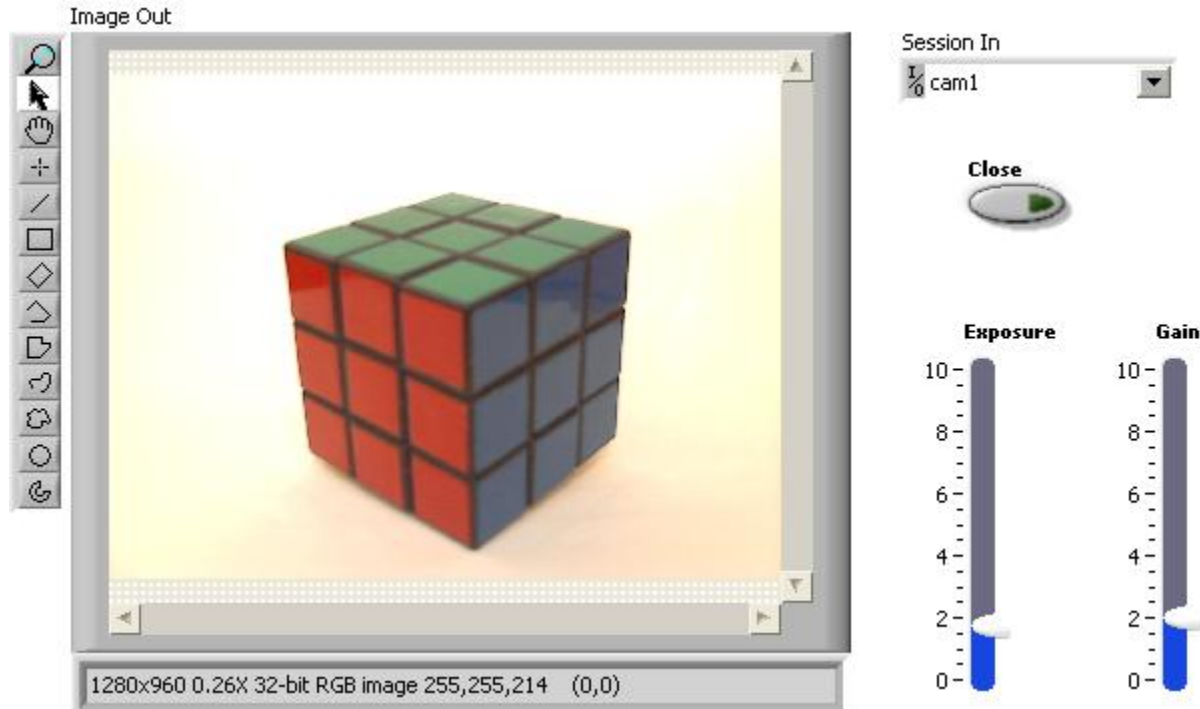 Image Out
Session In
I/O cam1
Close
Exposure
Gain
10
8
6
4
2
0
10
8
6
4
2
0
1280x960 0.26X 32-bit RGB image 255,255,214 (0,0)